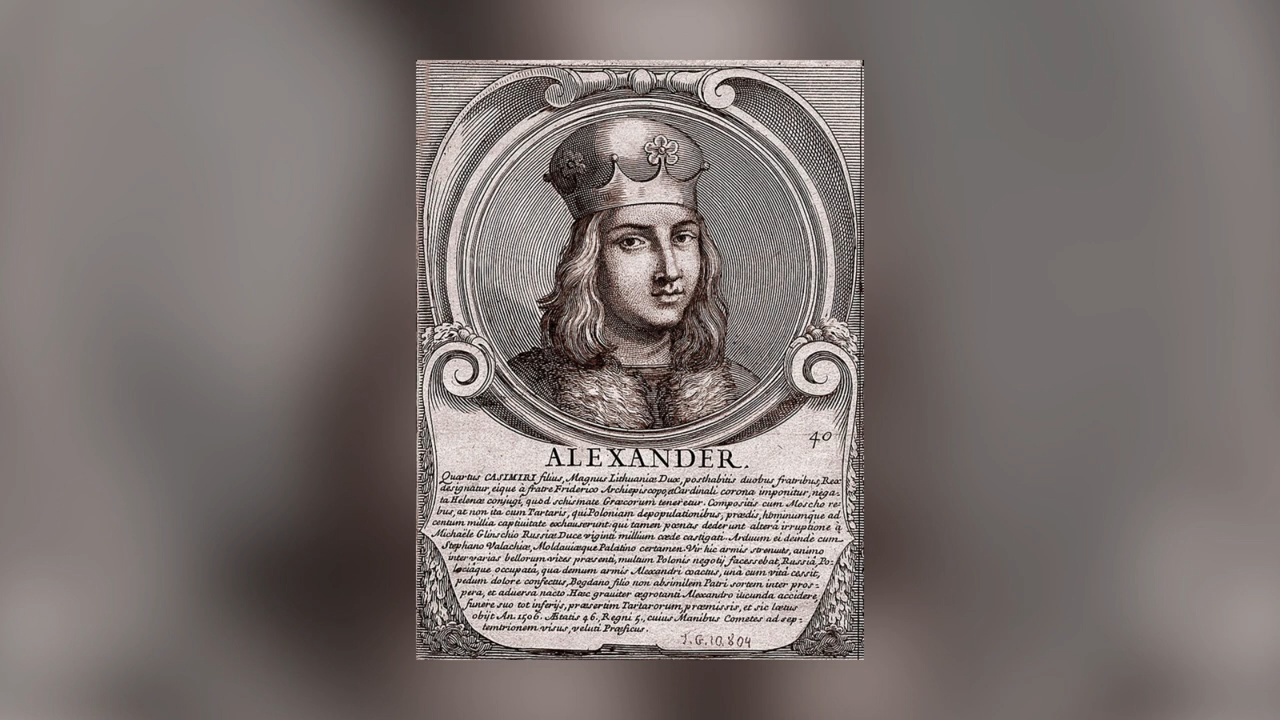 40
ALEXANDER.
Quartus CASIMIRI filius, Magnus Lithuaniæ Dux, posthabitis duobus fratribus, Rex
designatur, eique à fratre Friderico Archiepiscopo, et Cardinali corona imponitur, nega-
ta Helenæ conjugi, quod schismate Græcorum teneretur. Compositis cum Moscho re-
bus, at non ita cum Tartaris, qui Poloniam depopulationibus, prædis, hominumque ad
centum millia captiuitate exhauserunt: qui tamen pœnas dederunt alterâ irruptione à
Michaële Glinschio Russiæ Duce viginti millium cæde castigati. Arduum ei deinde cum
Stephano Valachiæ, Moldauiæque Palatino certamen. Vir hic armis strenuus, animo
inter varias bellorum vices præsenti, multum Polonis negotij facessebat, Russiâ, Po-
lociâque occupatâ, qua demum armis Alexandri coactus, unà cum vitâ cessit,
pedum dolore confectus, Bogdano filio non absimilem Patri sortem inter pros-
pera, et aduersa nacto. Hæc grauiter ægrotanti Alexandro iucunda accidere,
funere suo tot inferijs, præsertim Tartarorum, præmissis, et sic lætus
obijt An. 1506. Ætatis 46, Regni 5, cuius Manibus Cometes ad sep-
temtrionem visus, veluti Præficus.
J.G.10.804